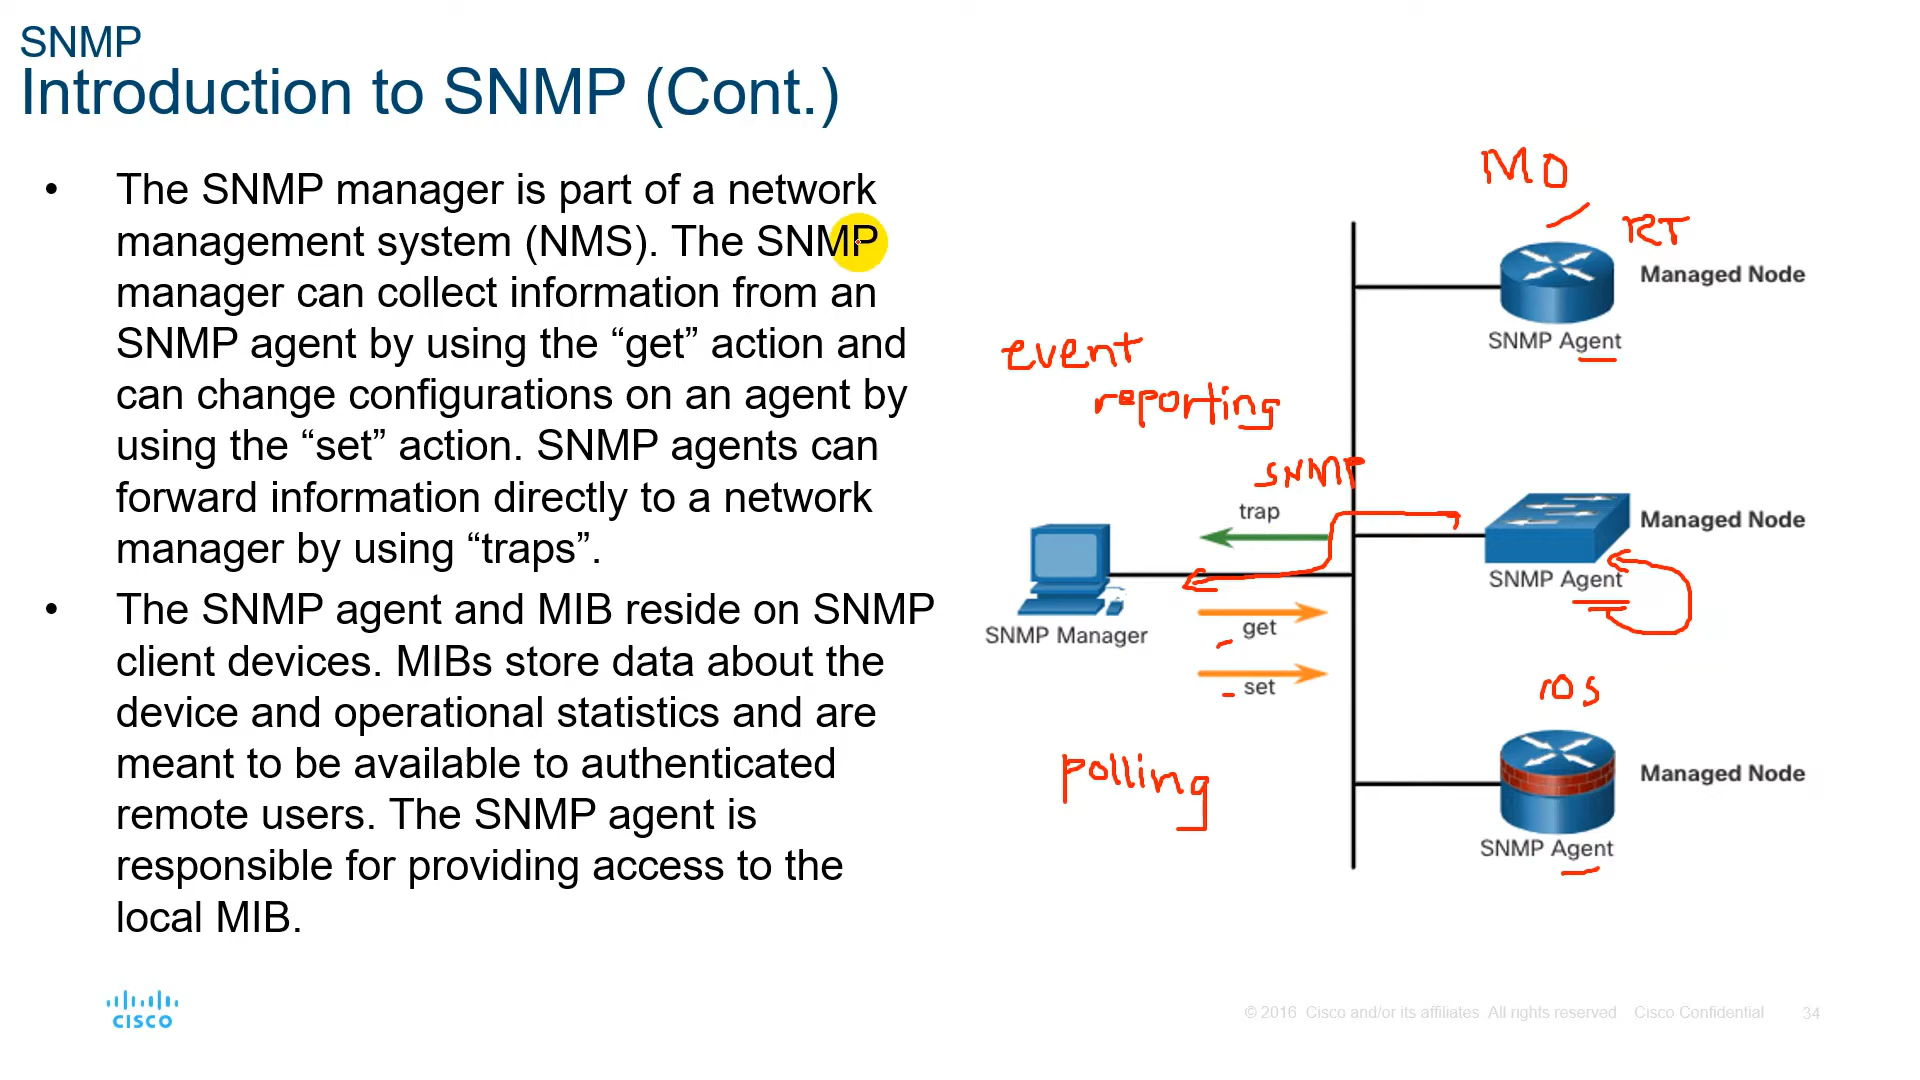 SNMP
Introduction to SNMP (Cont.)
• The SNMP manager is part of a network
management system (NMS). The SNMP
manager can collect information from an
SNMP agent by using the “get” action and
can change configurations on an agent by
using the “set” action. SNMP agents can
forward information directly to a network
manager by using “traps”.
• The SNMP agent and MIB reside on SNMP
client devices. MIBs store data about the
device and operational statistics and are
meant to be available to authenticated
remote users. The SNMP agent is
responsible for providing access to the
local MIB.
MO
RT
Managed Node
SNMP Agent
event
reporting
SNMP
trap
Managed Node
SNMP Agent
SNMP Manager
get
set
IOS
polling
Managed Node
SNMP Agent
CISCO
© 2016 Cisco and/or its affiliates. All rights reserved. Cisco Confidential
34